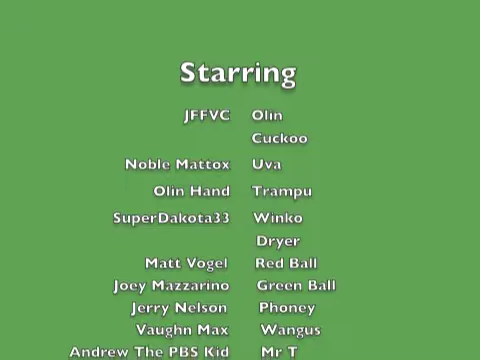 Starring
JFFVC Olin
Cuckoo
Noble Mattox Uva
Olin Hand Trampu
SuperDakota33 Winko
Dryer
Matt Vogel Red Ball
Joey Mazzarino Green Ball
Jerry Nelson Phoney
Vaughn Max Wangus
Andrew The PBS Kid Mr T